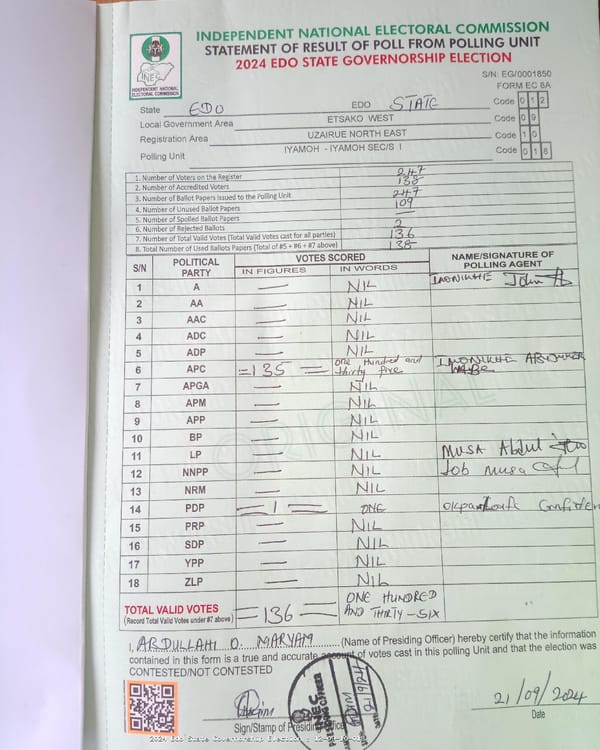 INDEPENDENT NATIONAL ELECTORAL COMMISSION
STATEMENT OF RESULT OF POLL FROM POLLING UNIT
2024 EDO STATE GOVERNORSHIP ELECTION
INEC
INDEPENDENT NATIONAL
ELECTORAL COMMISSION
S/N: EG/0001850
FORM EC 8A
State EDO EDO STATE Code 0 1 2
Local Government Area ETSAKO WEST Code 0 9
Registration Area UZAIRUE NORTH EAST Code 1 0
Polling Unit IYAMOH - IYAMOH SEC/S I Code 0 1 8
1. Number of Voters on the Register 247
2. Number of Accredited Voters 138
3. Number of Ballot Papers Issued to the Polling Unit 247
4. Number of Unused Ballot Papers 109
5. Number of Spoiled Ballot Papers —
6. Number of Rejected Ballots 2
7. Number of Total Valid Votes (Total Valid Votes cast for all parties) 136
8. Total Number of Used Ballots Papers (Total of #5 + #6 + #7 above) 138
S/N POLITICAL PARTY VOTES SCORED NAME/SIGNATURE OF POLLING AGENT
IN FIGURES IN WORDS
1 A — NIL John
2 AA — NIL
3 AAC — NIL
4 ADC — NIL
5 ADP — NIL
6 APC =135= One Hundred and thirty five
7 APGA — NIL
8 APM — NIL
9 APP — NIL
10 BP — NIL
11 LP — NIL MUSA Abdul
12 NNPP — NIL Job Musa
13 NRM — NIL
14 PDP =1= ONE
15 PRP — NIL
16 SDP — NIL
17 YPP — NIL
18 ZLP — NIL
TOTAL VALID VOTES =136= ONE HUNDRED AND THIRTY-SIX
(Record Total Valid Votes under #7 above)
ORIGINAL
I, ABDULLAHI O. MARYAM (Name of Presiding Officer) hereby certify that the information
contained in this form is a true and accurate account of votes cast in this polling Unit and that the election was
CONTESTED/NOT CONTESTED
INEC
21/9/24
21/09/2024
Sign/Stamp of Presiding Officer Date
2024 Edo State Governorship Election